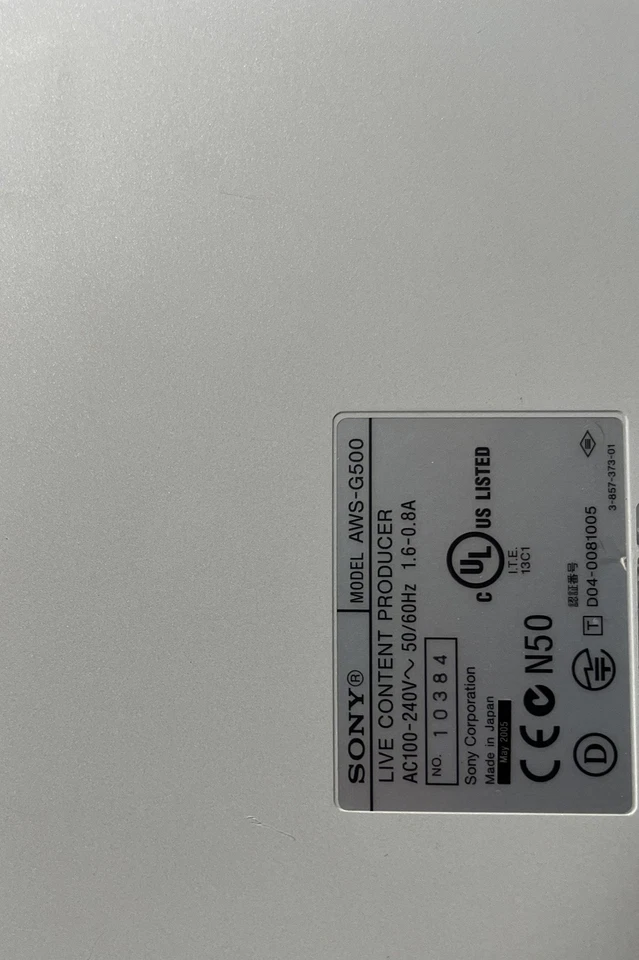 SONY®
MODEL AWS-G500
LIVE CONTENT PRODUCER
AC100-240V～ 50/60Hz 1.6-0.8A
NO. 10384
Sony Corporation
Made in Japan
May 2005
C UL US LISTED
I.T.E.
13C1
CE N50
認証番号
D T D04-0081005
3-857-373-01